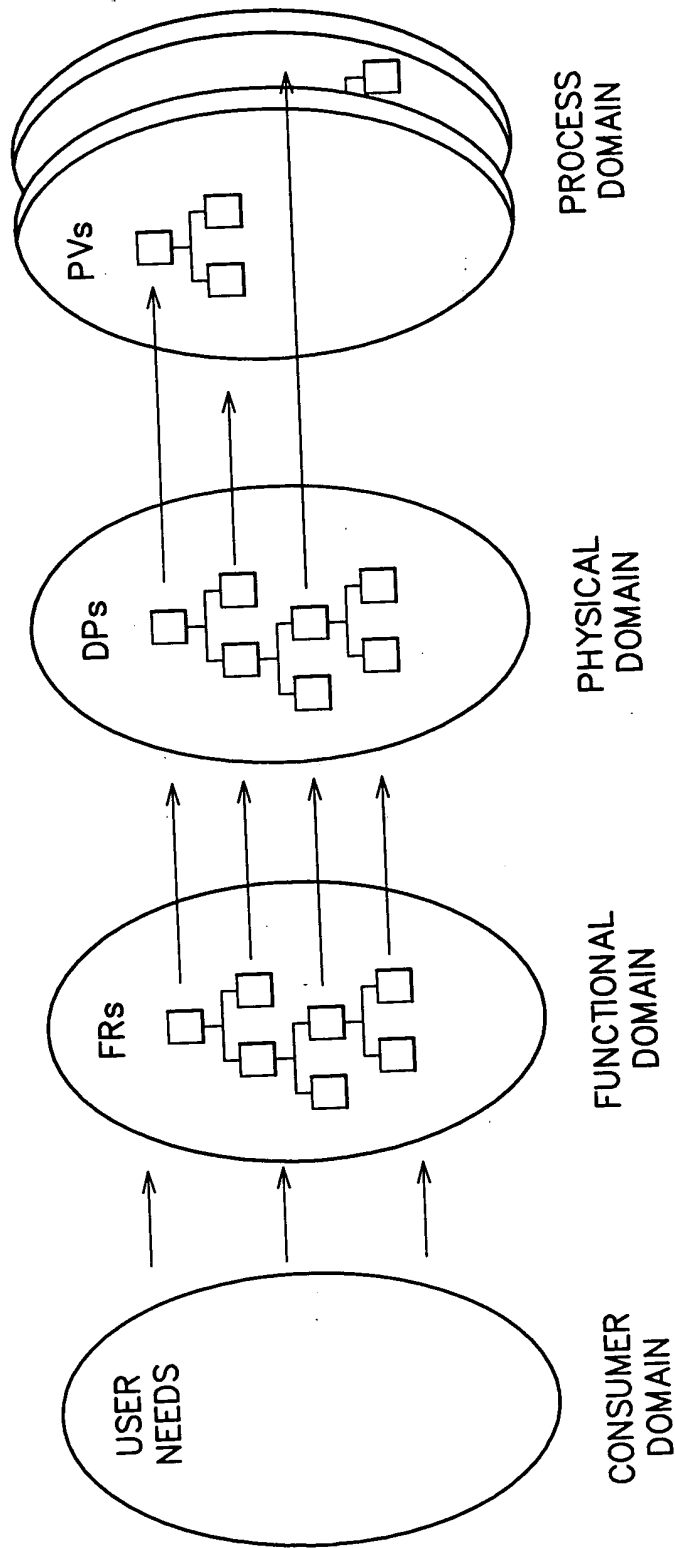 USER
NEEDS
CONSUMER
DOMAIN
FRs
FUNCTIONAL
DOMAIN
DPs
PHYSICAL
DOMAIN
PVs
PROCESS
DOMAIN